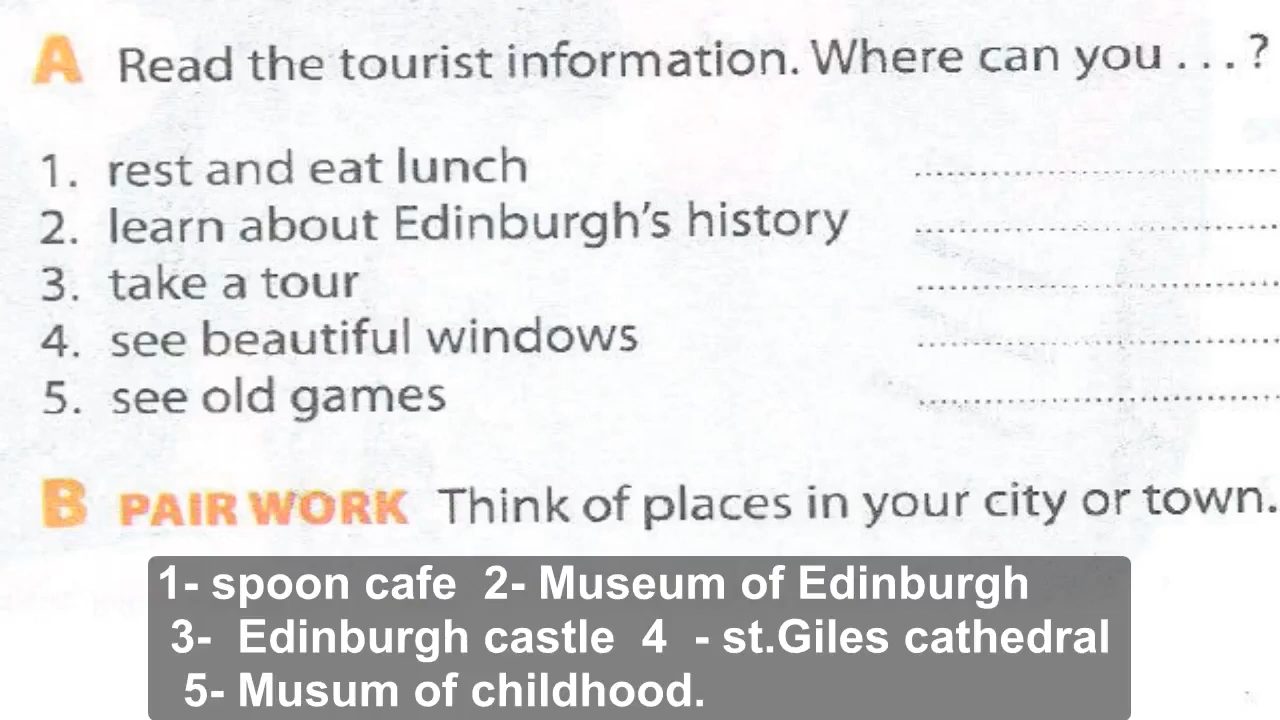 A Read the tourist information. Where can you . . . ?
1. rest and eat lunch ..............................
2. learn about Edinburgh's history ..............................
3. take a tour ..............................
4. see beautiful windows ..............................
5. see old games ..............................
B PAIR WORK Think of places in your city or town.
1- spoon cafe 2- Museum of Edinburgh
3- Edinburgh castle 4 - st.Giles cathedral
5- Musum of childhood.